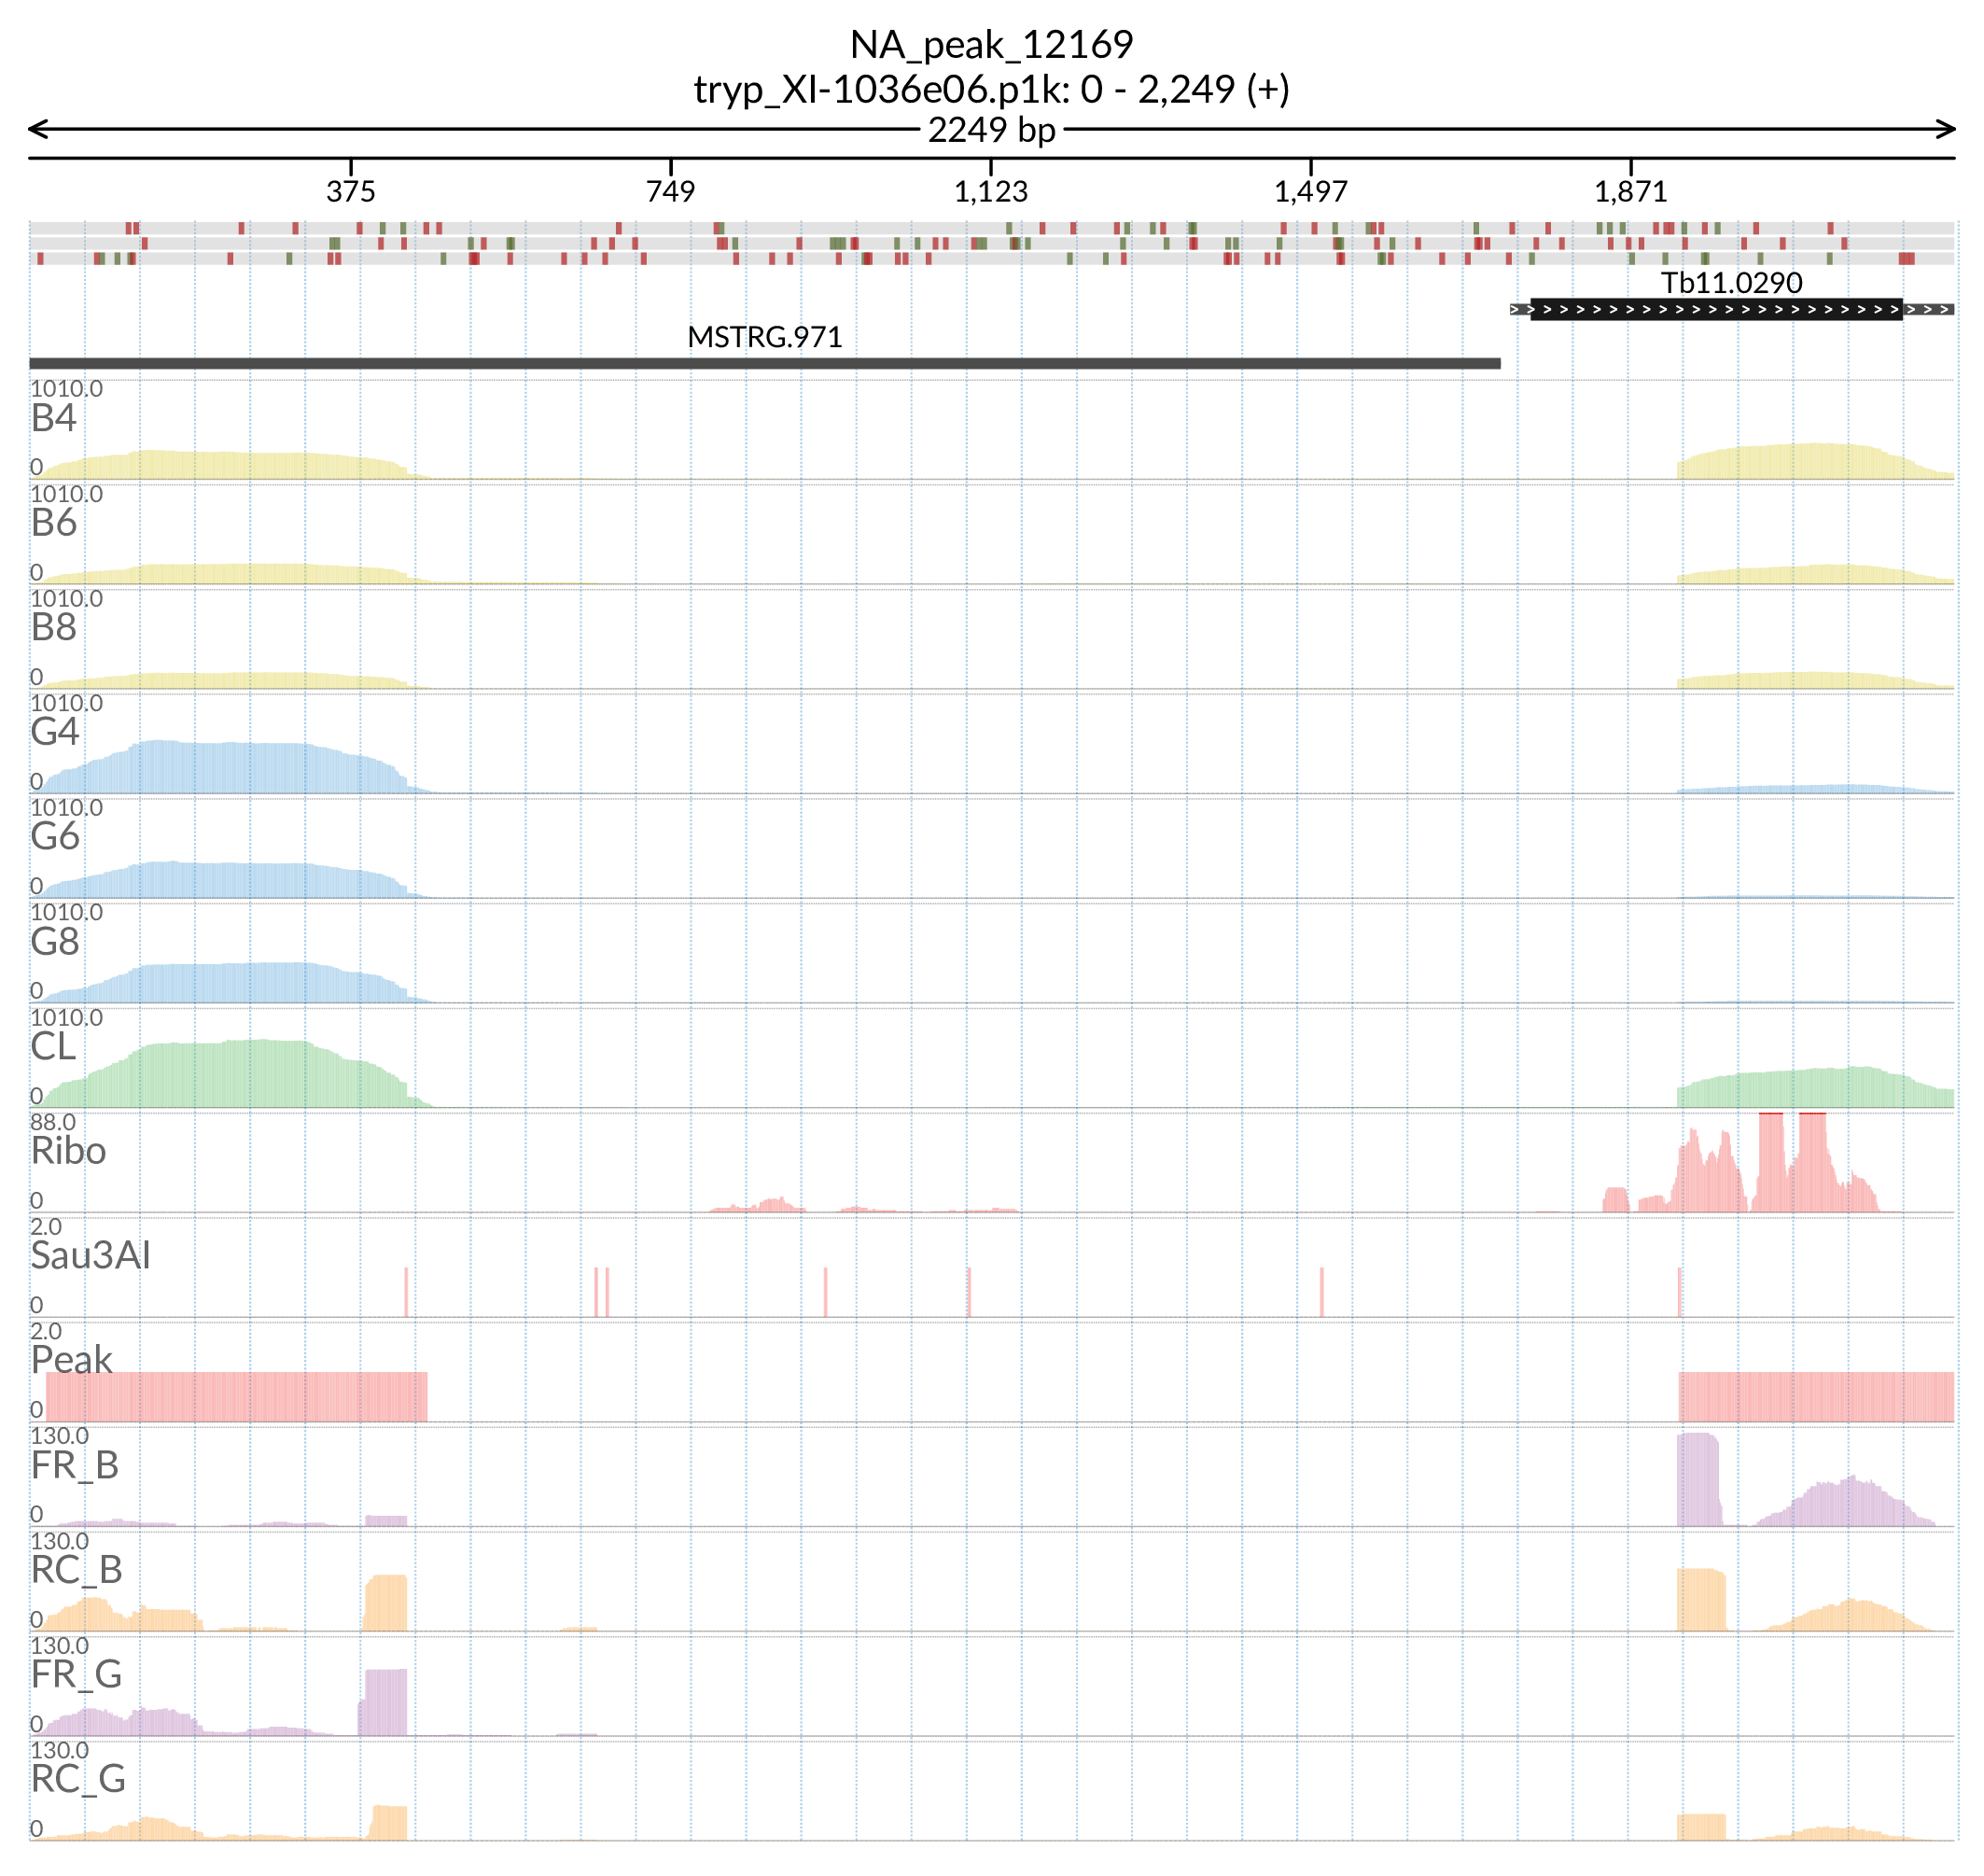 NA_peak_12169
tryp_XI-1036e06.p1k: 0 - 2,249 (+)
2249 bp
375 749 1,123 1,497 1,871
Tb11.0290
MSTRG.971
1010.0
B4
0
1010.0
B6
0
1010.0
B8
0
1010.0
G4
0
1010.0
G6
0
1010.0
G8
0
1010.0
CL
0
88.0
Ribo
0
2.0
Sau3AI
0
2.0
Peak
0
130.0
FR_B
0
130.0
RC_B
0
130.0
FR_G
0
130.0
RC_G
0